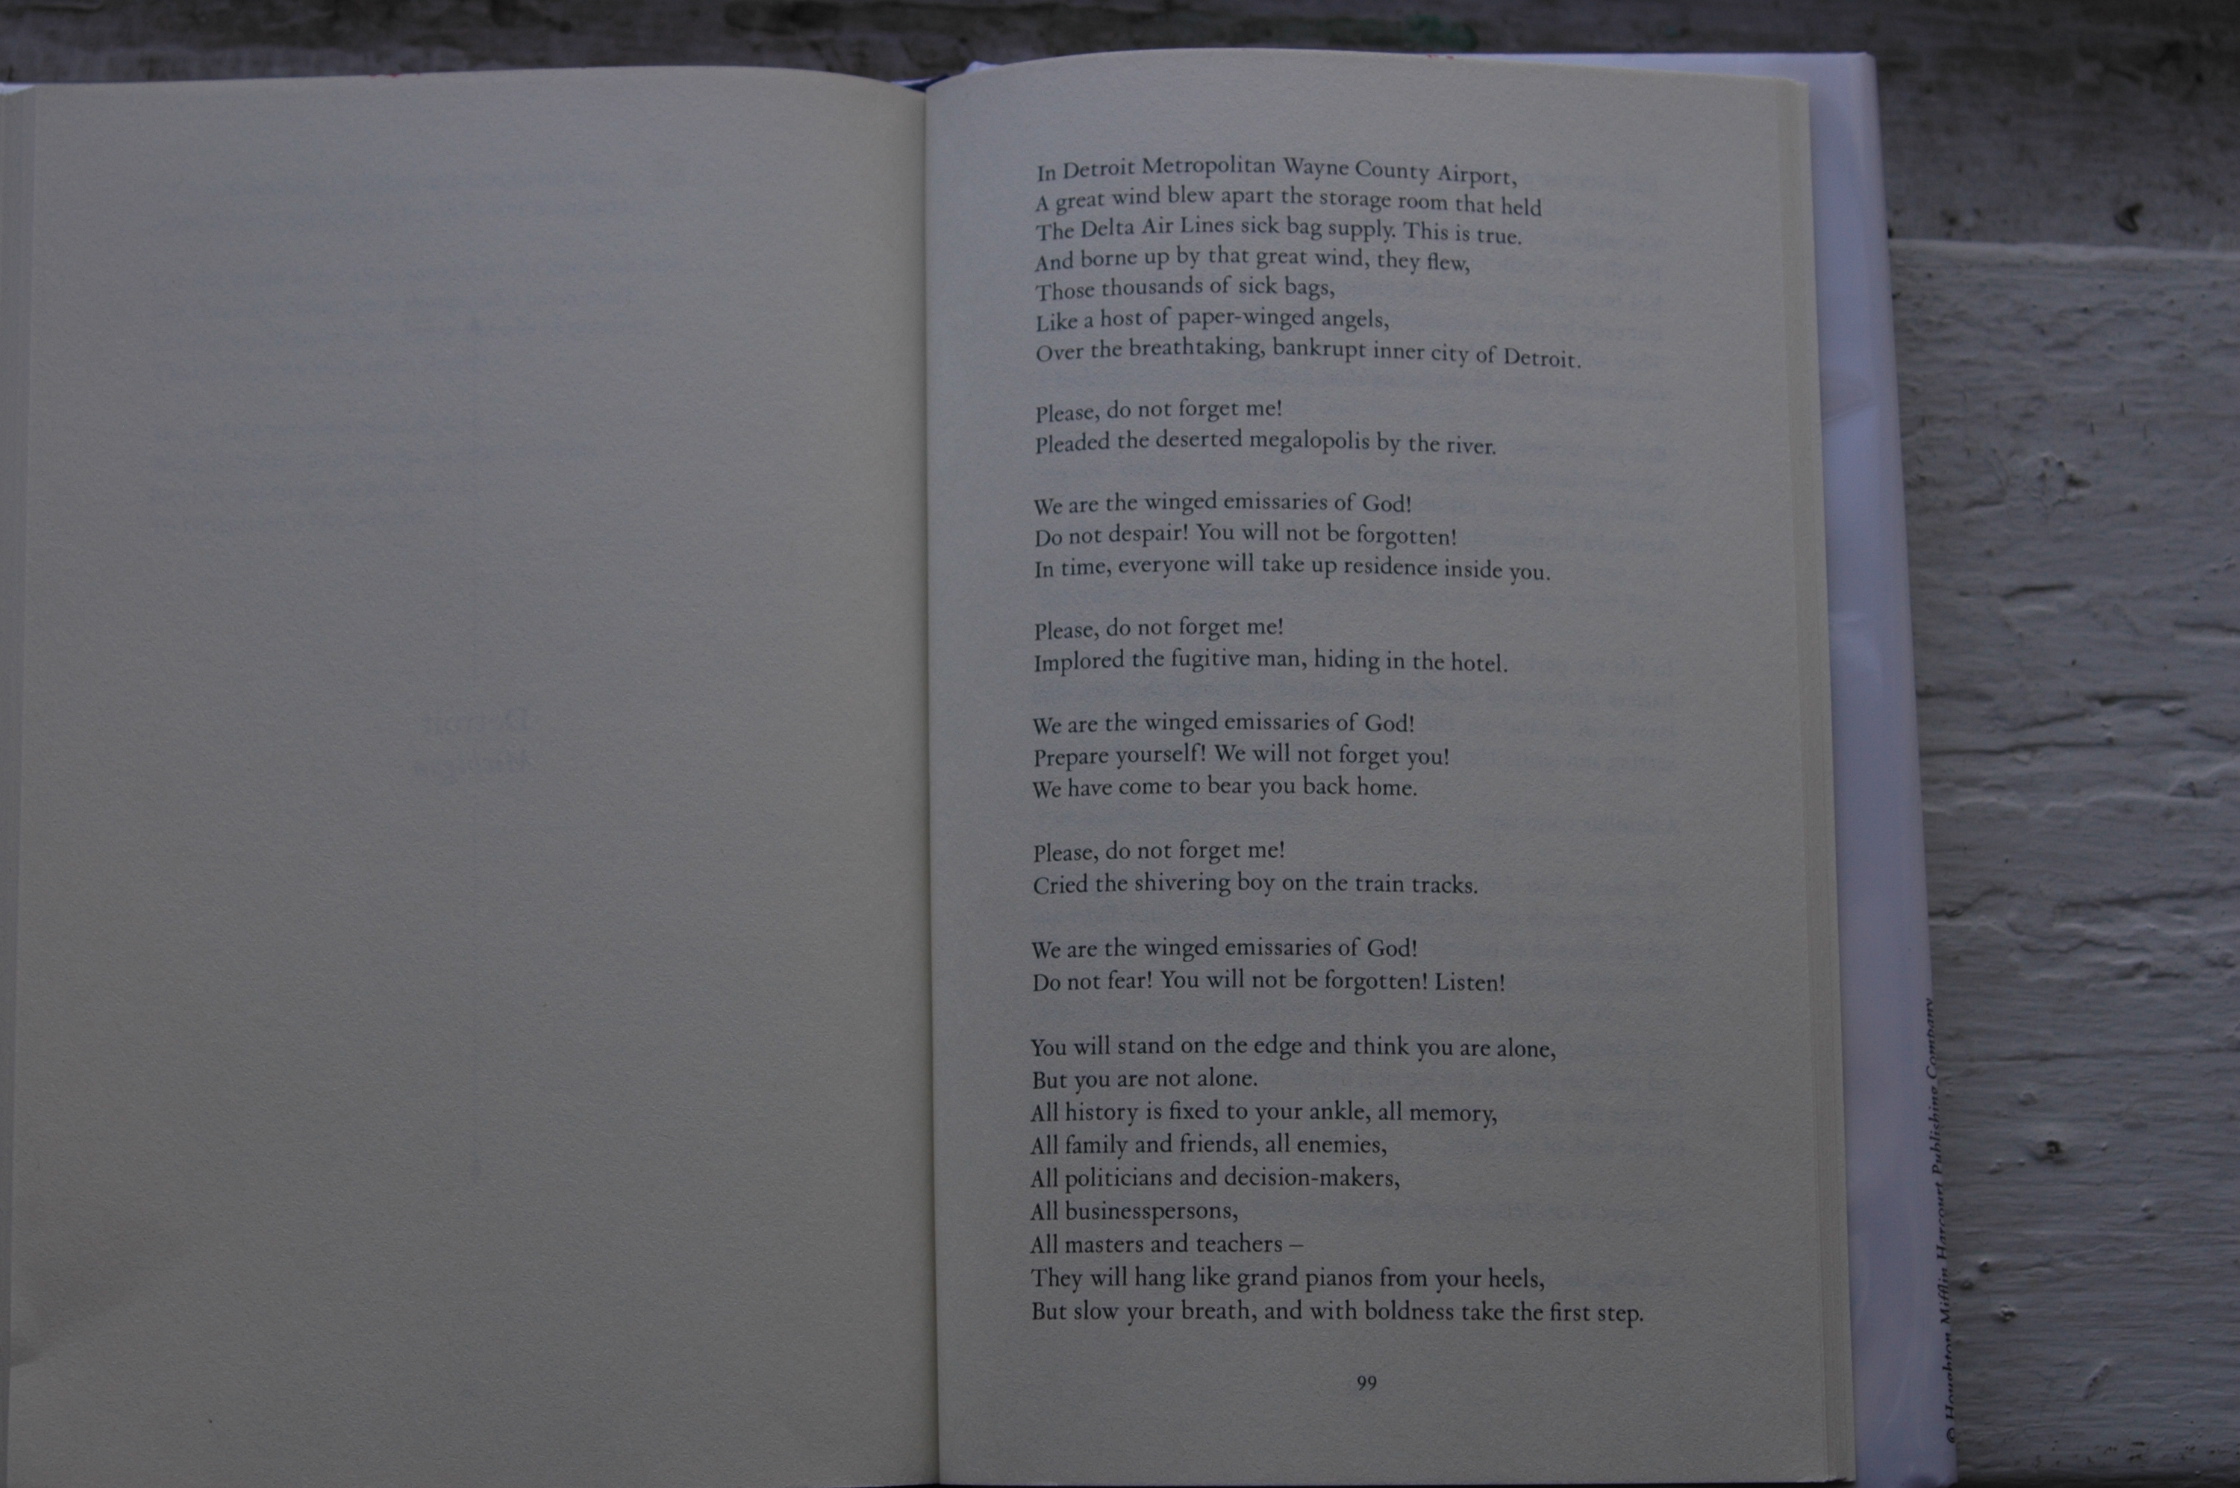 In Detroit Metropolitan Wayne County Airport,
A great wind blew apart the storage room that held
The Delta Air Lines sick bag supply. This is true.
And borne up by that great wind, they flew,
Those thousands of sick bags,
Like a host of paper-winged angels,
Over the breathtaking, bankrupt inner city of Detroit.
Please, do not forget me!
Pleaded the deserted megalopolis by the river.
We are the winged emissaries of God!
Do not despair! You will not be forgotten!
In time, everyone will take up residence inside you.
Please, do not forget me!
Implored the fugitive man, hiding in the hotel.
We are the winged emissaries of God!
Prepare yourself! We will not forget you!
We have come to bear you back home.
Please, do not forget me!
Cried the shivering boy on the train tracks.
We are the winged emissaries of God!
Do not fear! You will not be forgotten! Listen!
You will stand on the edge and think you are alone,
But you are not alone.
All history is fixed to your ankle, all memory,
All family and friends, all enemies,
All politicians and decision-makers,
All businesspersons,
All masters and teachers –
They will hang like grand pianos from your heels,
But slow your breath, and with boldness take the first step.
99
© Houghton Mifflin Harcourt Publishing Company